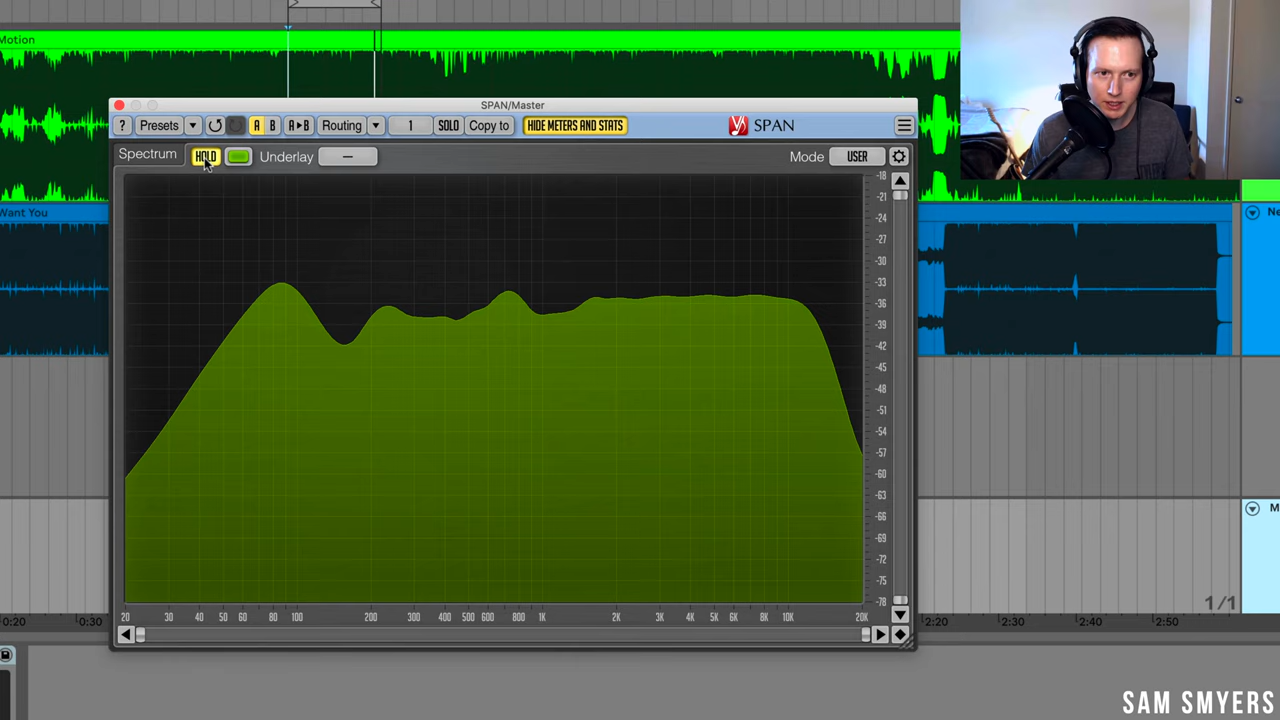 Motion
SPAN/Master
? Presets A B A▸B Routing 1 SOLO Copy to HIDE METERS AND STATS SPAN
Spectrum HOLD Underlay — Mode USER
-18
-21
-24
-27
-30
-33
-36
-39
-42
-45
-48
-51
-54
-57
-60
-63
-66
-69
-72
-75
-78
20 30 40 50 60 80 100 200 300 400 500 600 800 1K 2K 3K 4K 5K 6K 8K 10K 20K
Want You
Ne
M
1/1
0:20 0:30 2:20 2:30 2:40 2:50
SAM SMYERS